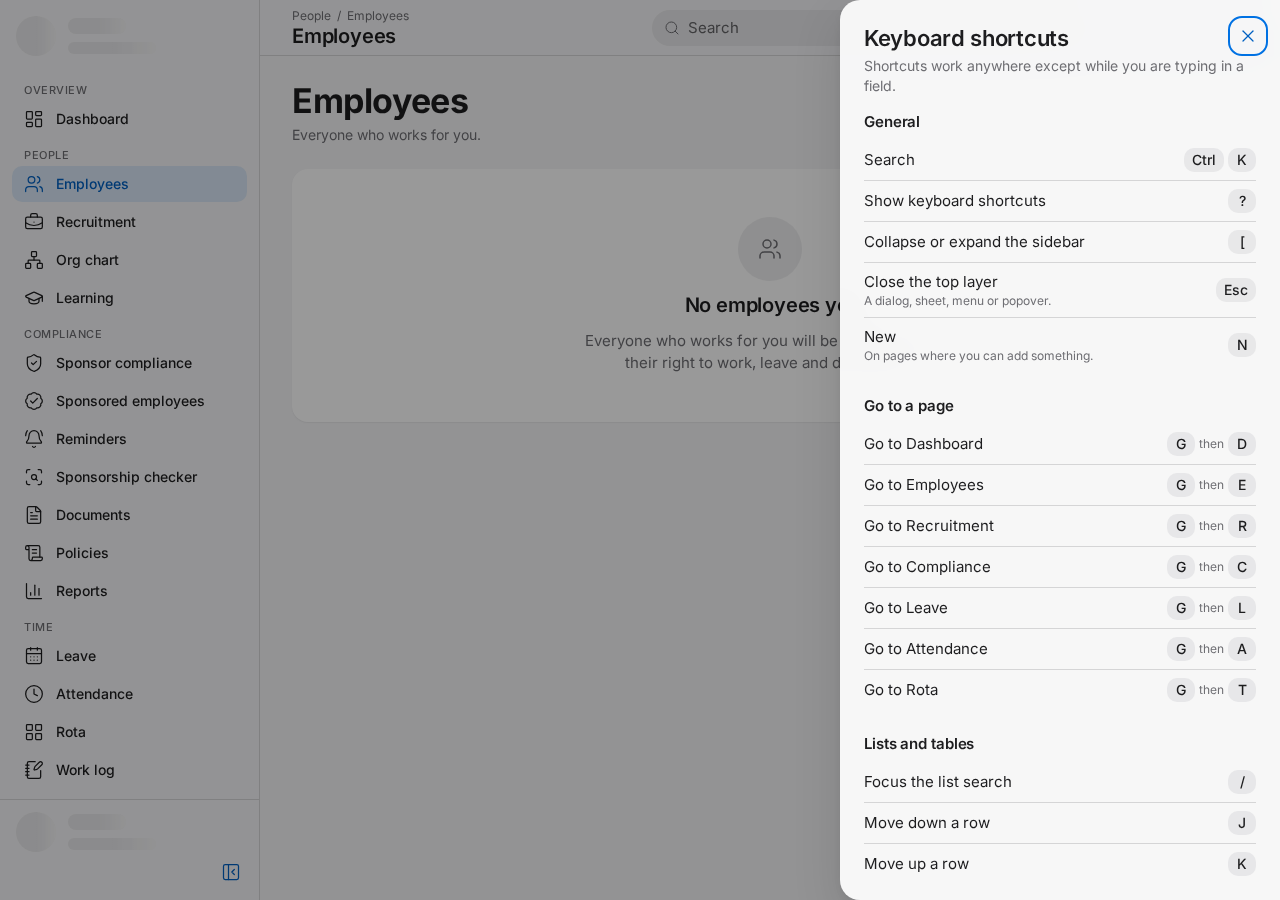 OVERVIEW
Dashboard
PEOPLE
Employees
Recruitment
Org chart
Learning
COMPLIANCE
Sponsor compliance
Sponsored employees
Reminders
Sponsorship checker
Documents
Policies
Reports
TIME
Leave
Attendance
Rota
Work log
People / Employees
Employees
Search
Employees
Everyone who works for you.
No employees
Everyone who works for you will be
their right to work, leave and
Keyboard shortcuts
Shortcuts work anywhere except while you are typing in a
field.
General
Search Ctrl K
Show keyboard shortcuts ?
Collapse or expand the sidebar [
Close the top layer Esc
A dialog, sheet, menu or popover.
New N
On pages where you can add something.
Go to a page
Go to Dashboard G then D
Go to Employees G then E
Go to Recruitment G then R
Go to Compliance G then C
Go to Leave G then L
Go to Attendance G then A
Go to Rota G then T
Lists and tables
Focus the list search /
Move down a row J
Move up a row K